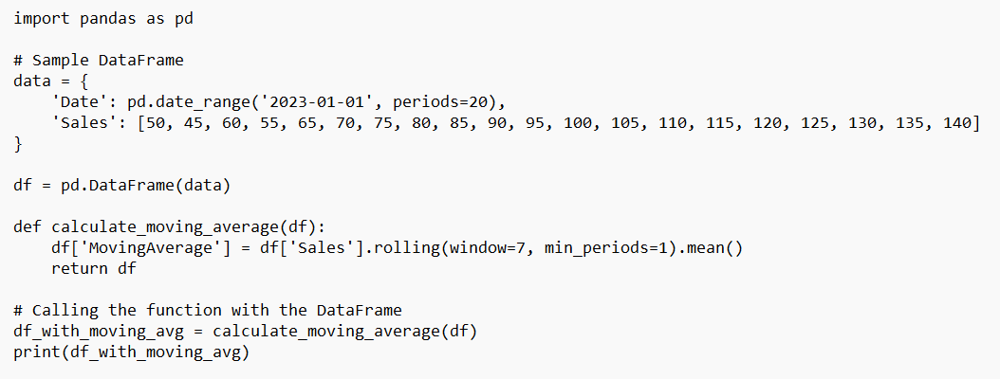 import pandas as pd
# Sample DataFrame
data = {
    'Date': pd.date_range('2023-01-01', periods=20),
    'Sales': [50, 45, 60, 55, 65, 70, 75, 80, 85, 90, 95, 100, 105, 110, 115, 120, 125, 130, 135, 140]
}
df = pd.DataFrame(data)
def calculate_moving_average(df):
    df['MovingAverage'] = df['Sales'].rolling(window=7, min_periods=1).mean()
    return df
# Calling the function with the DataFrame
df_with_moving_avg = calculate_moving_average(df)
print(df_with_moving_avg)